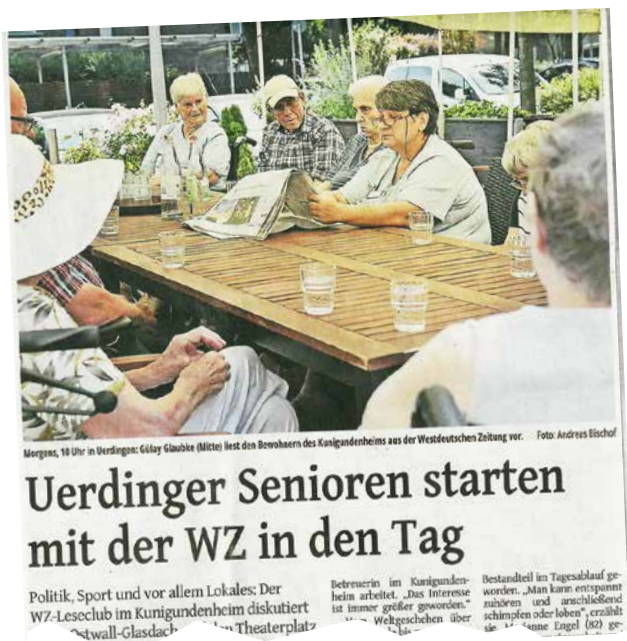 Morgens, 10 Uhr in Uerdingen: Gülay Glaubke (Mitte) liest den Bewohnern des Kunigundenheims aus der Westdeutschen Zeitung vor. Foto: Andreas Bischof
Uerdinger Senioren starten
mit der WZ in den Tag
Politik, Sport und vor allem Lokales: Der
WZ-Leseclub im Kunigundenheim diskutiert
Ostwall-Glasdach Theaterplatz
Betreuerin im Kunigunden-
heim arbeitet. „Das Interesse
ist immer größer geworden.“
Weltgeschehen über
Bestandteil im Tagesablauf ge-
worden. „Man kann entspannt
zuhören und anschließend
schimpfen oder loben“, erzählt
Engel (82) ge-